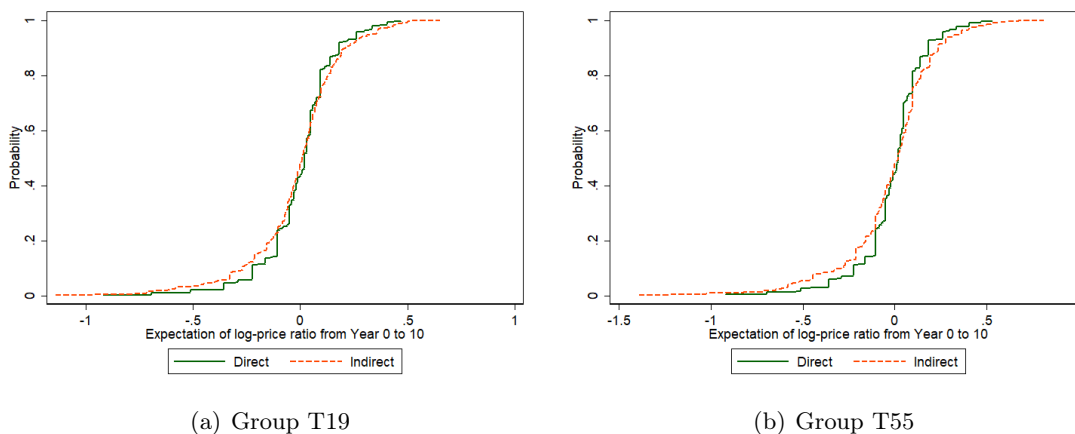 1
.8
.6
.4
.2
0
Probability
-1
-.5
0
.5
1
Expectation of log-price ratio from Year 0 to 10
Direct
Indirect
(a) Group T19
1
.8
.6
.4
.2
0
Probability
-1.5
-1
-.5
0
.5
Expectation of log-price ratio from Year 0 to 10
Direct
Indirect
(b) Group T55